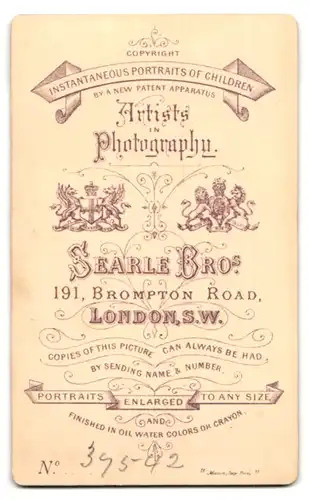 COPYRIGHT
INSTANTANEOUS PORTRAITS OF CHILDREN
BY A NEW PATENT APPARATUS
Artists
IN
Photography.
SEARLE BROS.
191, BROMPTON ROAD,
LONDON, S.W.
COPIES OF THIS PICTURE CAN ALWAYS BE HAD
BY SENDING NAME & NUMBER.
PORTRAITS ENLARGED TO ANY SIZE
AND
FINISHED IN OIL WATER COLORS OR CRAYON.
No. 395-42